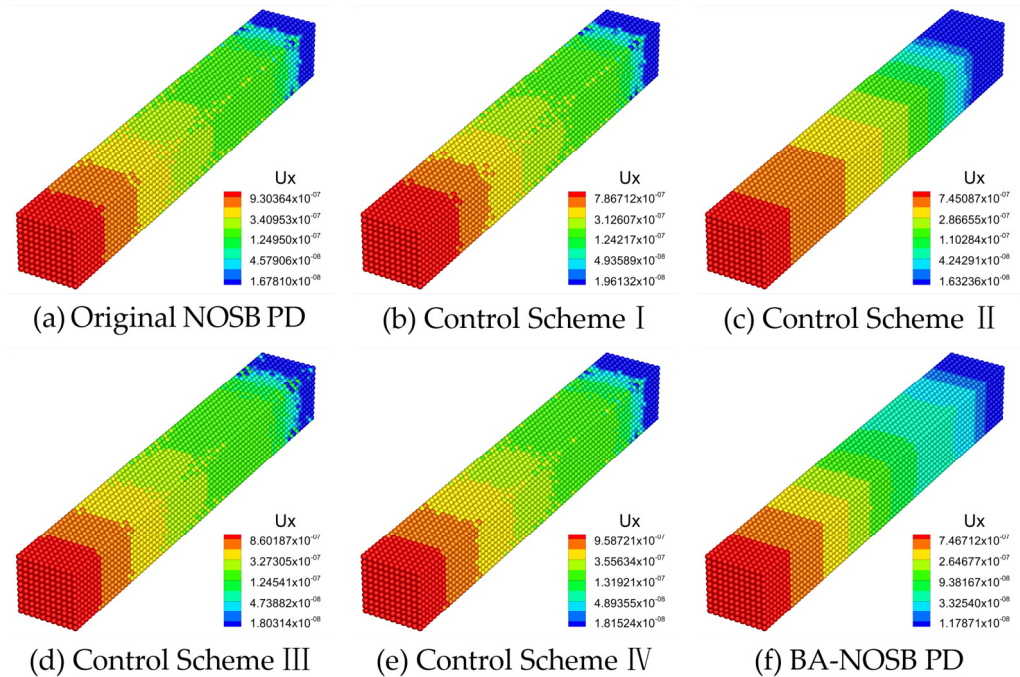 Ux
9.30364x10-07
3.40953x10-07
1.24950x10-07
4.57906x10-08
1.67810x10-08
(a) Original NOSB PD
Ux
7.86712x10-07
3.12607x10-07
1.24217x10-07
4.93589x10-08
1.96132x10-08
(b) Control Scheme Ⅰ
Ux
7.45087x10-07
2.86655x10-07
1.10284x10-07
4.24291x10-08
1.63236x10-08
(c) Control Scheme Ⅱ
Ux
8.60187x10-07
3.27305x10-07
1.24541x10-07
4.73882x10-08
1.80314x10-08
(d) Control Scheme Ⅲ
Ux
9.58721x10-07
3.55634x10-07
1.31921x10-07
4.89355x10-08
1.81524x10-08
(e) Control Scheme Ⅳ
Ux
7.46712x10-07
2.64677x10-07
9.38167x10-08
3.32540x10-08
1.17871x10-08
(f) BA-NOSB PD